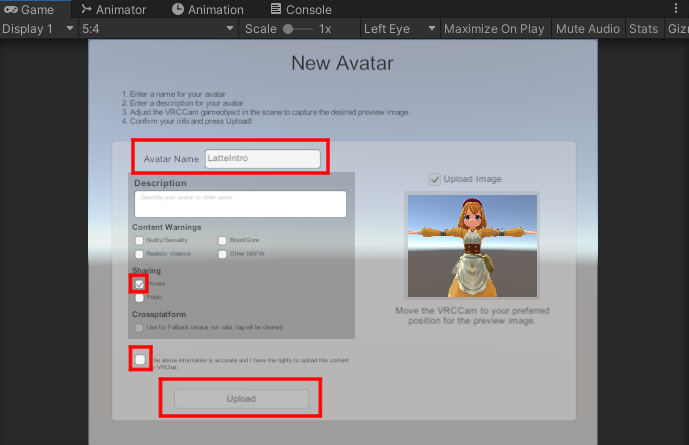 Game Animator Animation Console
Display 1 5:4 Scale 1x Left Eye Maximize On Play Mute Audio Stats Giz
New Avatar
1. Enter a name for your avatar
2. Enter a description for your avatar
3. Adjust the VRCCam gameobject in the scene to capture the desired preview image.
4. Confirm your info and press Upload!
Avatar Name LatteIntro
Upload Image
Description
Describe your avatar to other users...
Content Warnings
Nudity/Sexuality Blood/Gore
Realistic Violence Other NSFW
Sharing
Private
Public
Move the VRCCam to your preferred
position for the preview image.
Crossplatform
Use for Fallback (avatar not valid, tag will be cleared)
he above information is accurate and I have the rights to upload this content
VRChat.
Upload